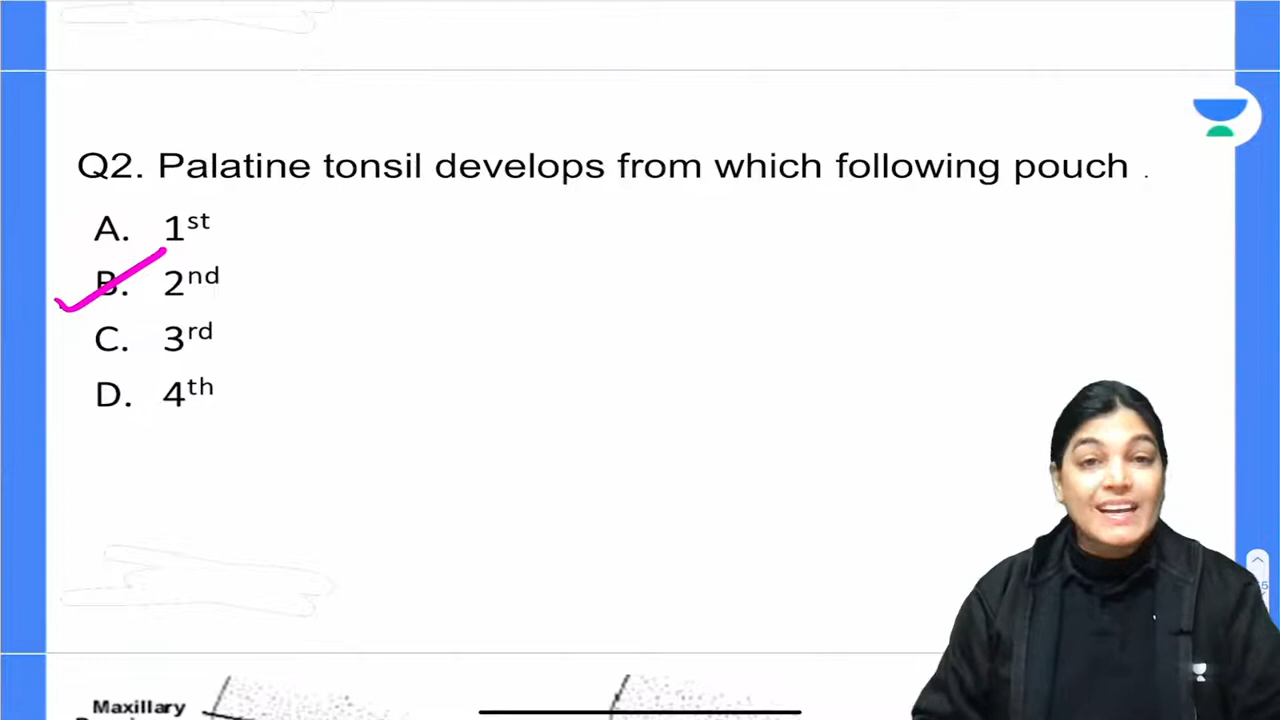 Q2. Palatine tonsil develops from which following pouch .
A. 1st
B. 2nd
C. 3rd
D. 4th
Maxillary